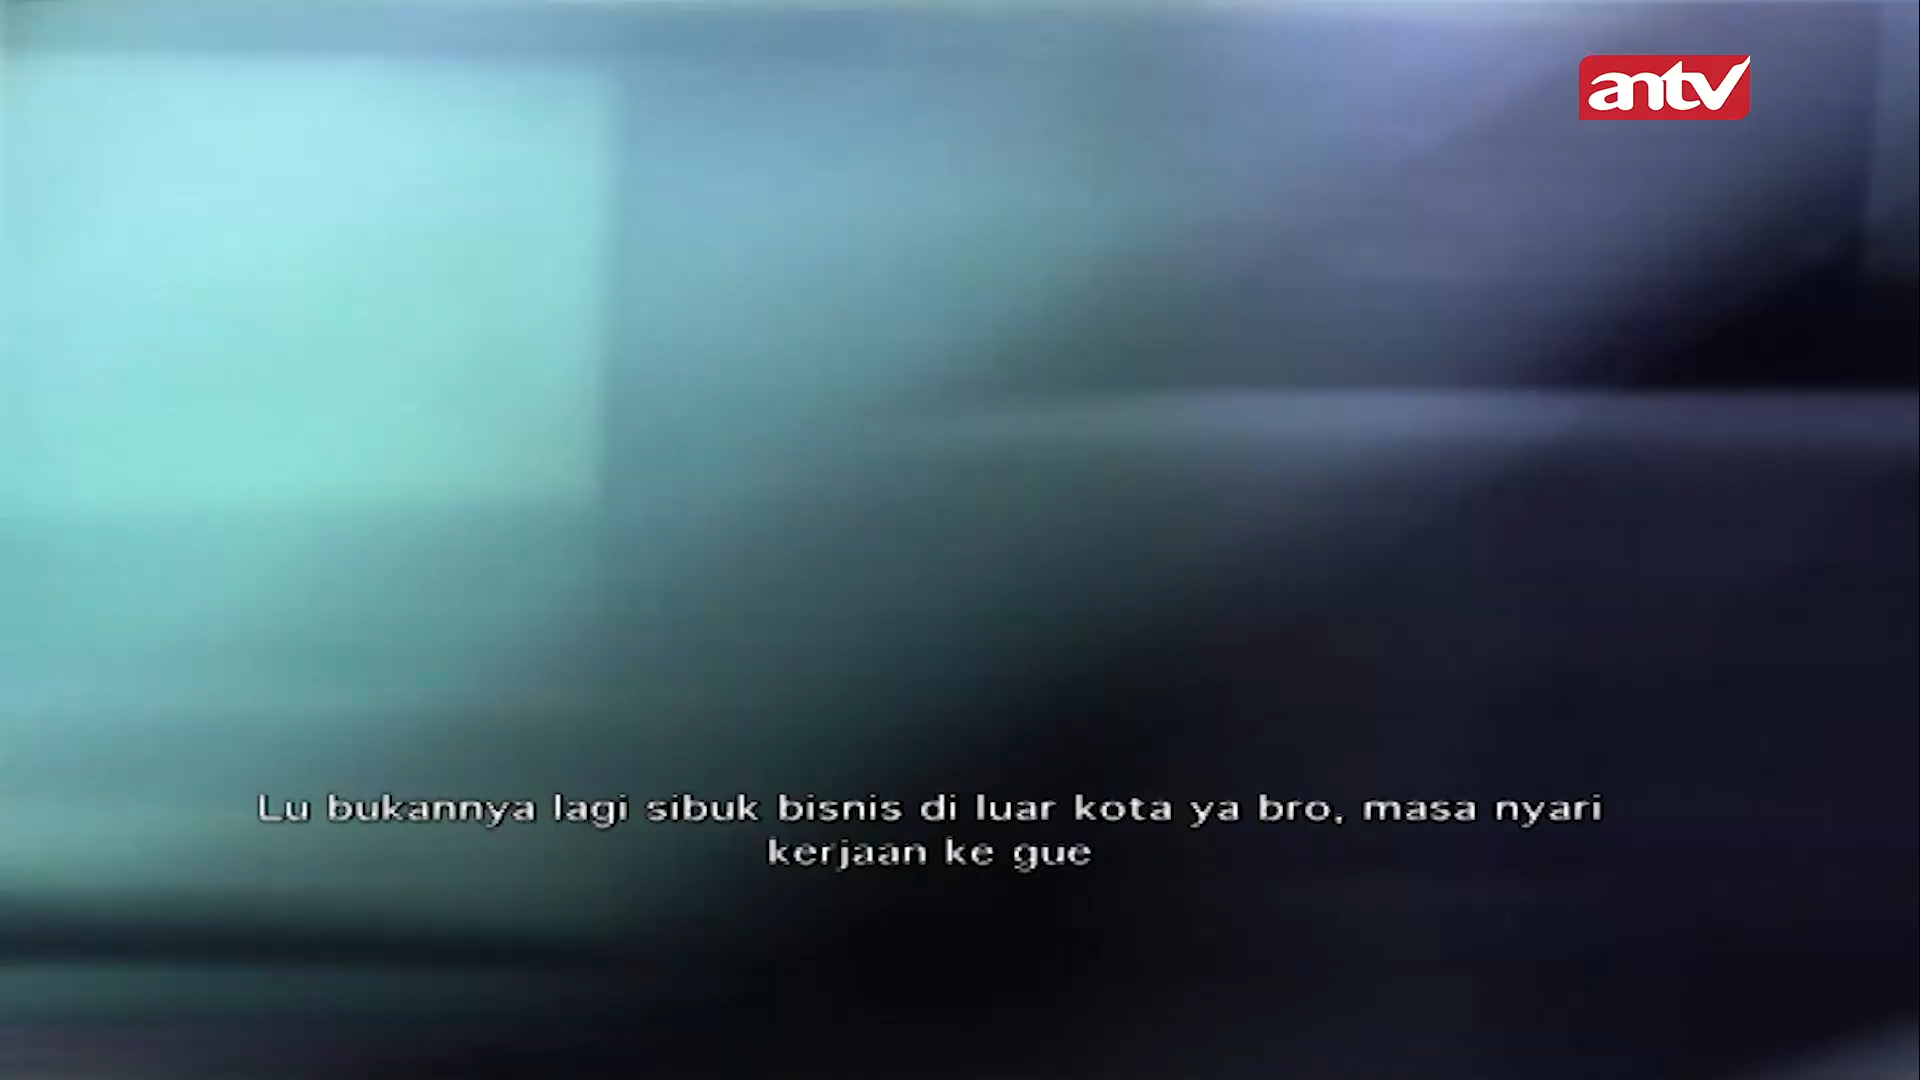 antv
Lu bukannya lagi sibuk bisnis di luar kota ya bro, masa nyari
kerjaan ke gue